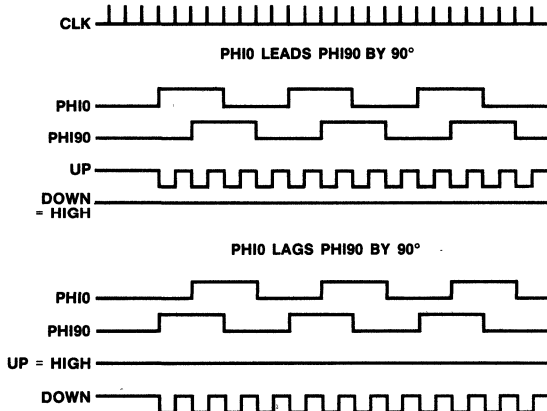 CLK
PHI0 LEADS PHI90 BY 90°
PHI0
PHI90
UP
DOWN
= HIGH
PHI0 LAGS PHI90 BY 90°
PHI0
PHI90
UP = HIGH
DOWN